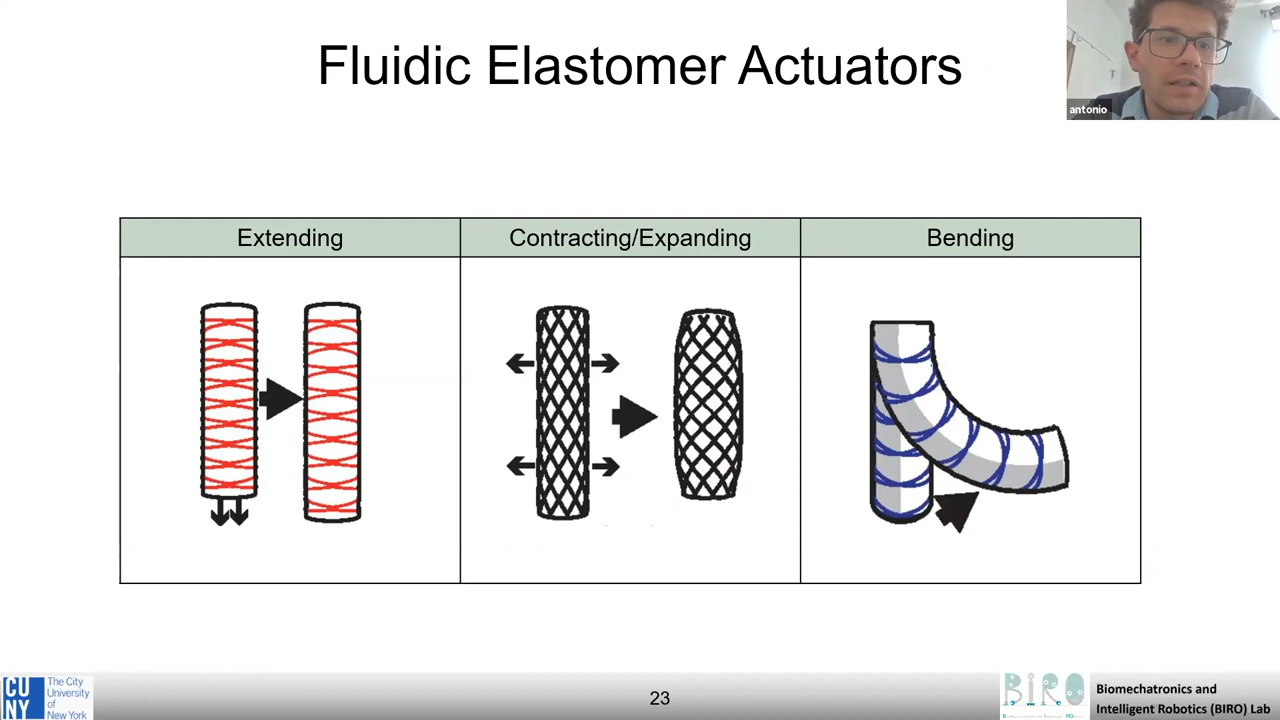 Fluidic Elastomer Actuators
antonio
Extending
Contracting/Expanding
Bending
CU
NY
The City
University
of
New York
23
BIRO
Biomechatronics and
Intelligent Robotics (BIRO) Lab